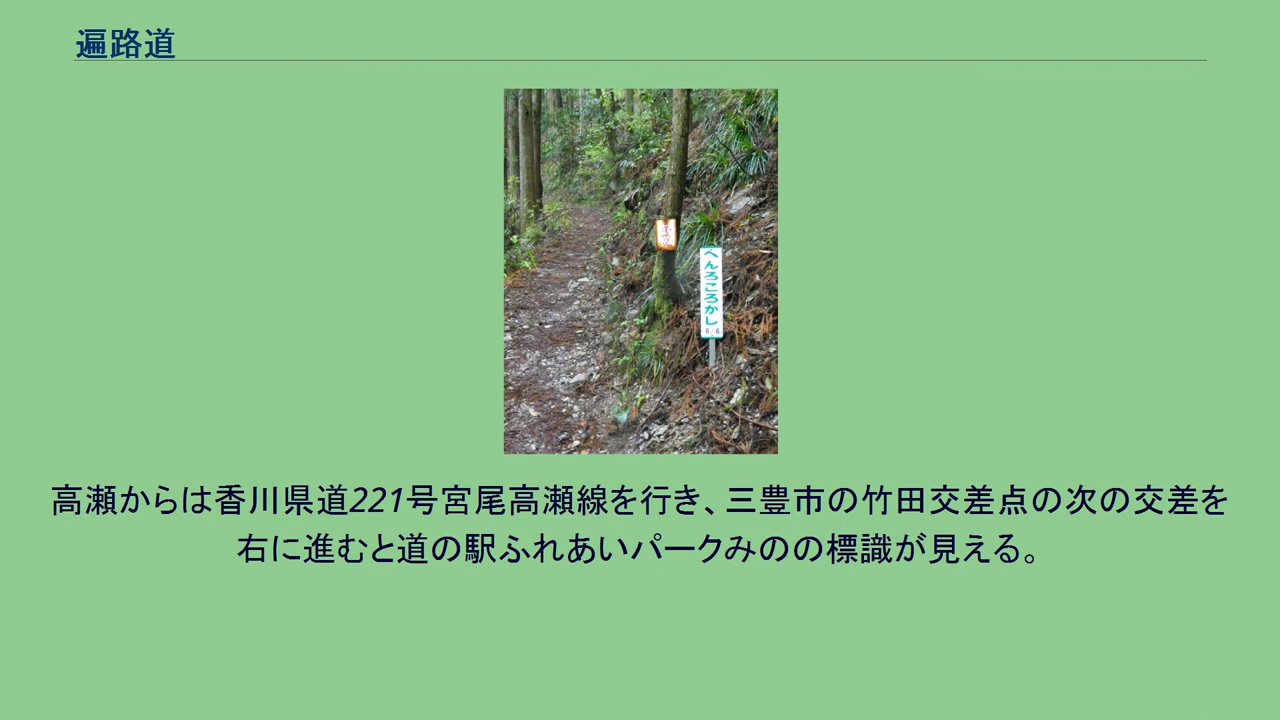 遍路道
へんろころかし
6/6
高瀬からは香川県道221号宮尾高瀬線を行き、三豊市の竹田交差点の次の交差を
右に進むと道の駅ふれあいパークみのの標識が見える。